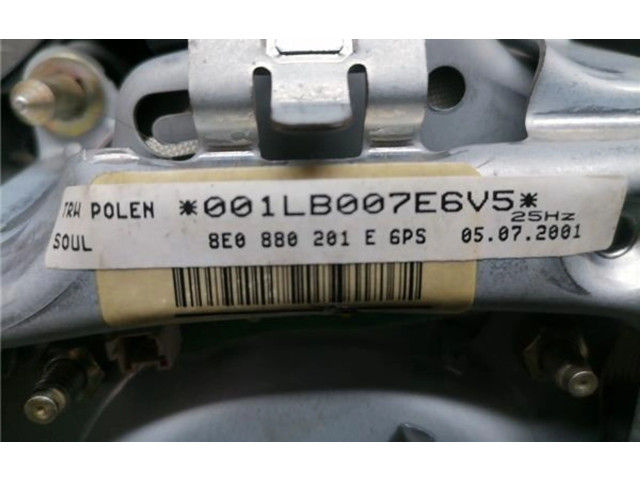 TRW POLEN *001LB007E6V5*
25Hz
SOUL 8E0 880 201 E 6PS 05.07.2001